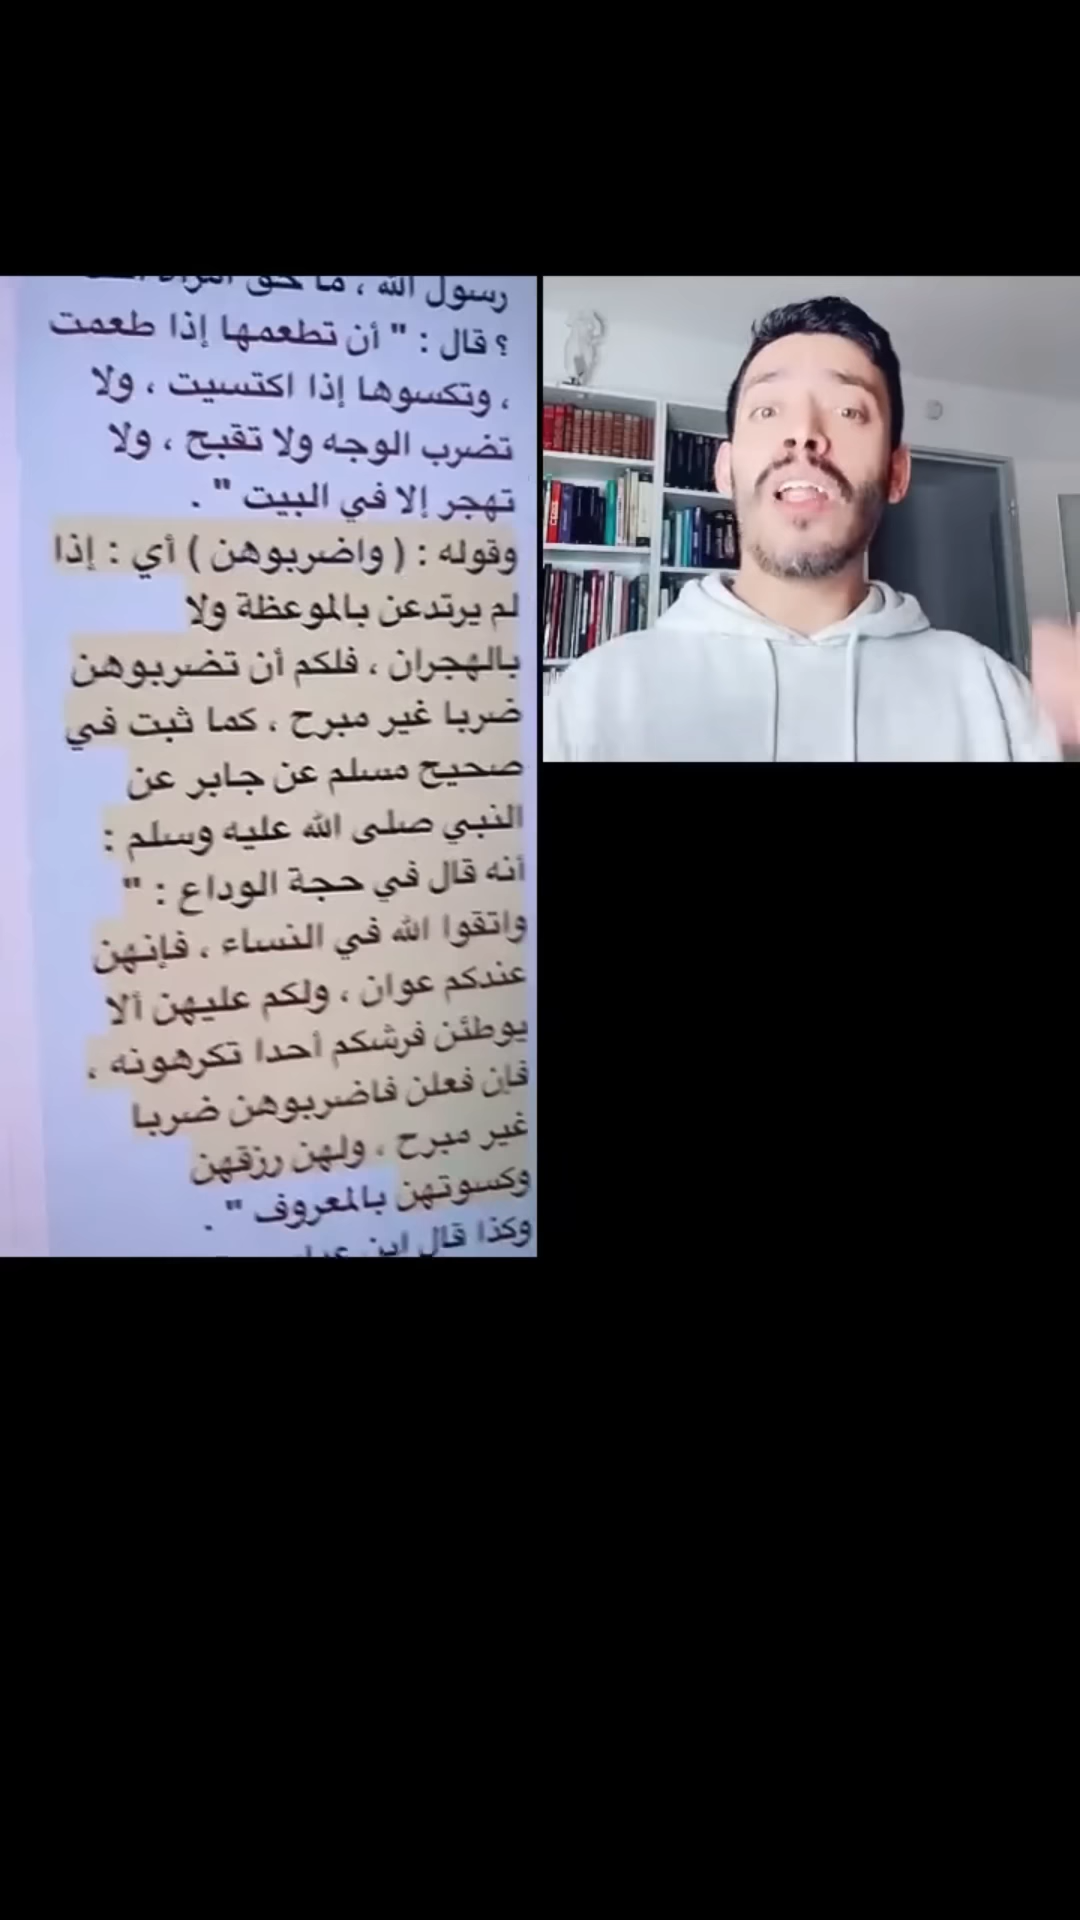 رسول الله ، ما حق
؟ قال : " أن تطعمها إذا طعمت
، وتكسوها إذا اكتسيت ، ولا
تضرب الوجه ولا تقبح ، ولا
تهجر إلا في البيت " .
وقوله : ( واضربوهن ) أي : إذا
لم يرتدعن بالموعظة ولا
بالهجران ، فلكم أن تضربوهن
ضربا غير مبرح ، كما ثبت في
صحيح مسلم عن جابر عن
النبي صلى الله عليه وسلم :
أنه قال في حجة الوداع : "
واتقوا الله في النساء ، فإنهن
عندكم عوان ، ولكم عليهن ألا
يوطئن فرشكم أحدا تكرهونه ،
فإن فعلن فاضربوهن ضربا
غير مبرح ، ولهن رزقهن
وكسوتهن بالمعروف " .
وكذا قال ابن